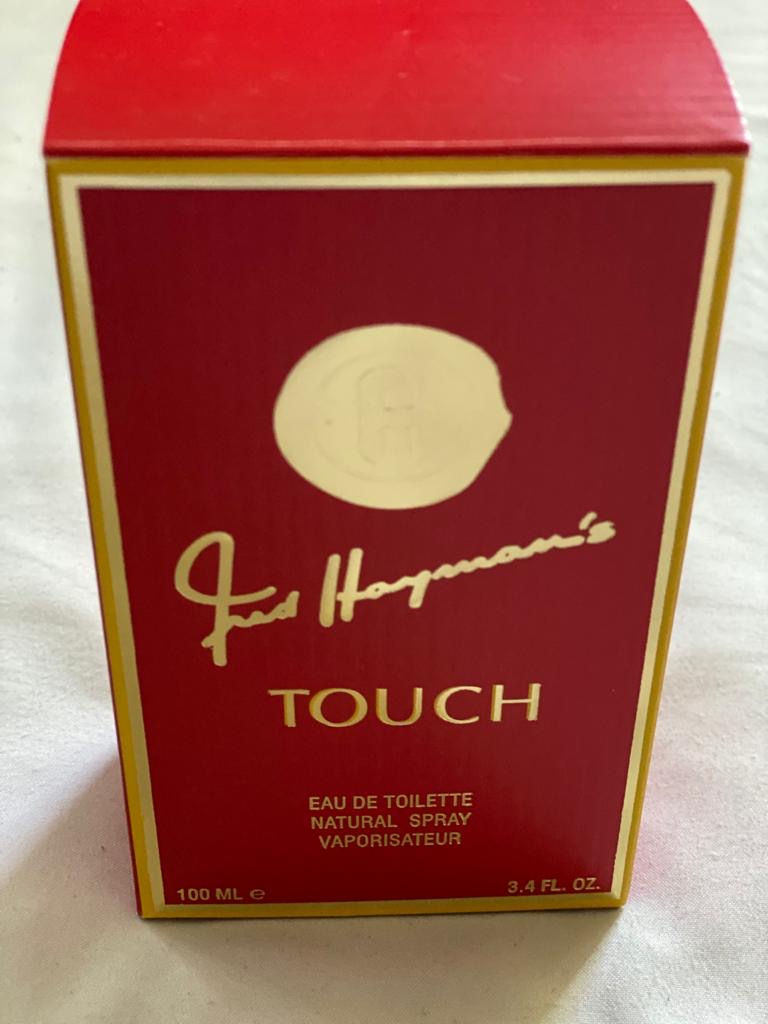 Fred Hayman's
TOUCH
EAU DE TOILETTE
NATURAL SPRAY
VAPORISATEUR
100 ML ℮
3.4 FL. OZ.